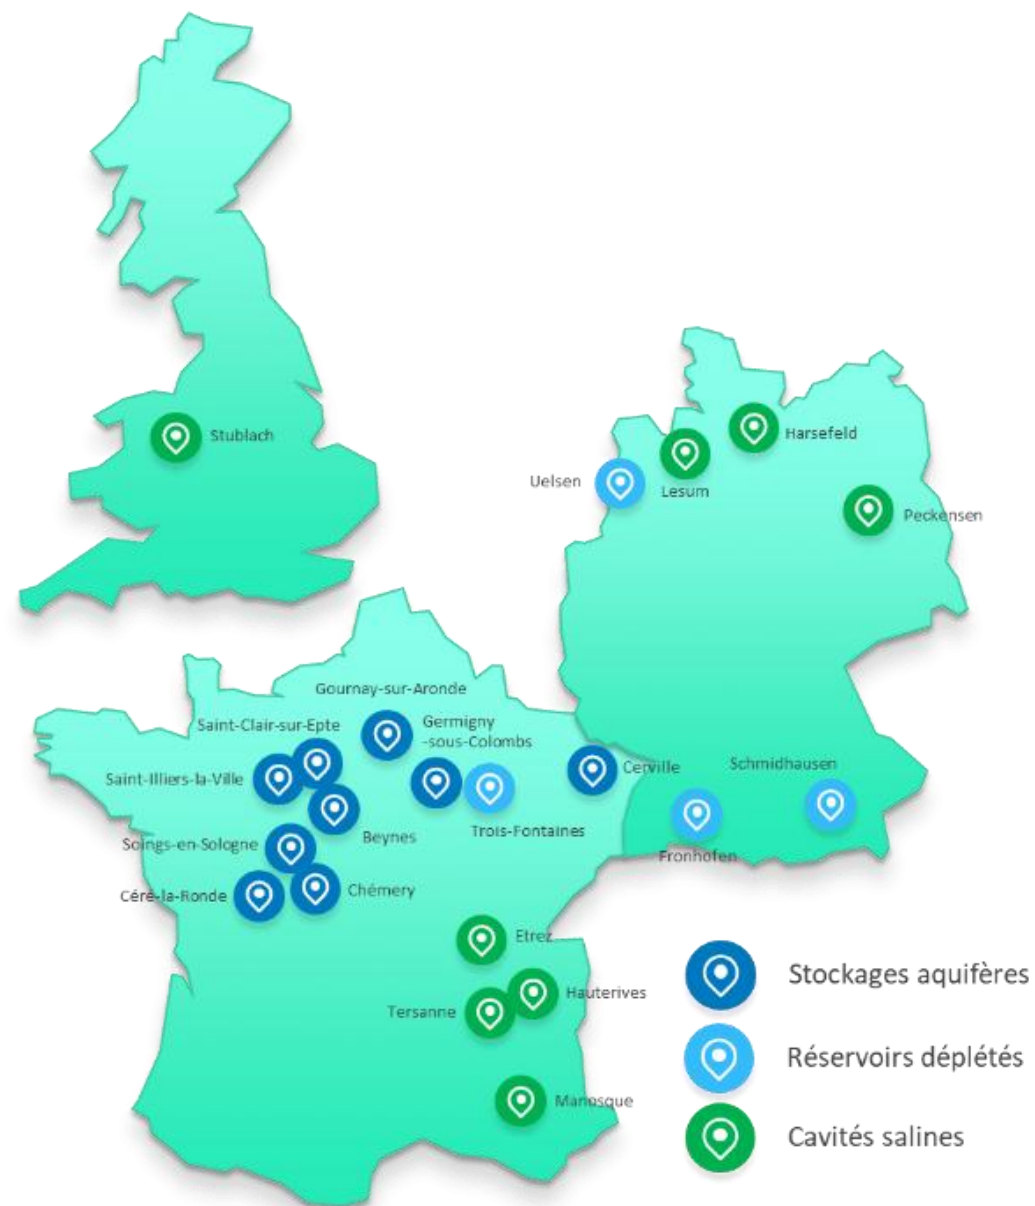 Stublach
Harsefeld
Uelsen
Lesum
Peckensen
Gournay-sur-Aronde
Saint-Clair-sur-Epte
Germigny
-sous-Colombs
Saint-Illiers-la-Ville
Cerville
Schmidhausen
Trois-Fontaines
Beynes
Soings-en-Sologne
Fronhofen
Céré-la-Ronde
Chémery
Etrez
Hauterives
Tersanne
Manosque
Stockages aquifères
Réservoirs déplétés
Cavités salines